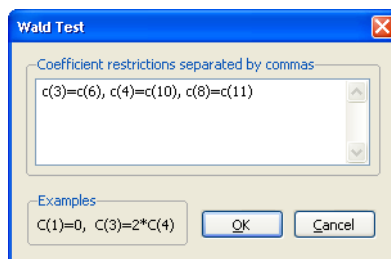 Wald Test
Coefficient restrictions separated by commas
c(3)=c(6), c(4)=c(10), c(8)=c(11)
Examples
C(1)=0, C(3)=2*C(4)
OK
Cancel